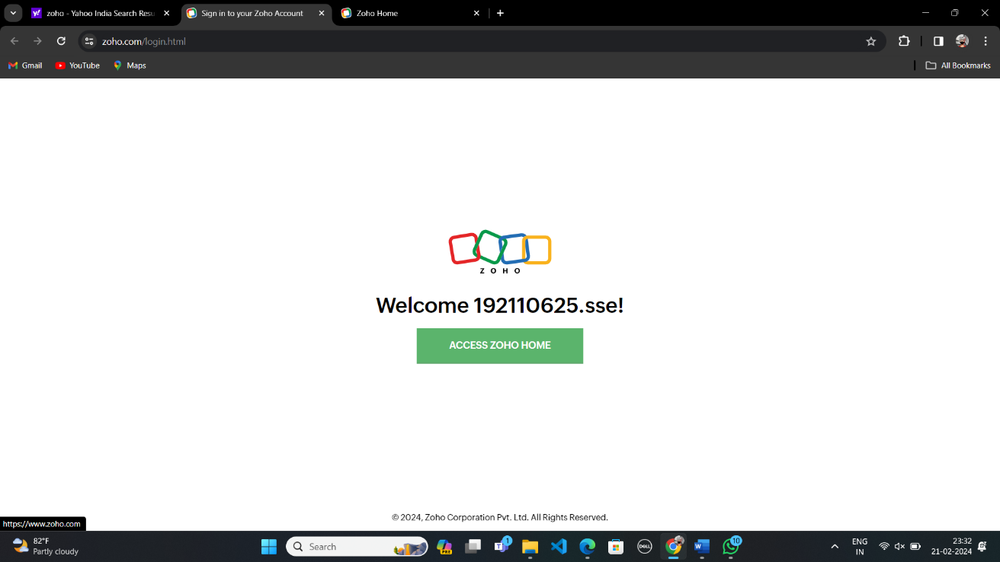 zoho - Yahoo India Search Resu
Sign in to your Zoho Account
Zoho Home
zoho.com/login.html
Gmail
YouTube
Maps
All Bookmarks
ZOHO
Welcome 192110625.sse!
ACCESS ZOHO HOME
© 2024, Zoho Corporation Pvt. Ltd. All Rights Reserved.
https://www.zoho.com
82°F
Partly cloudy
Search
PRE
1
DELL
10
ENG
IN
23:32
21-02-2024